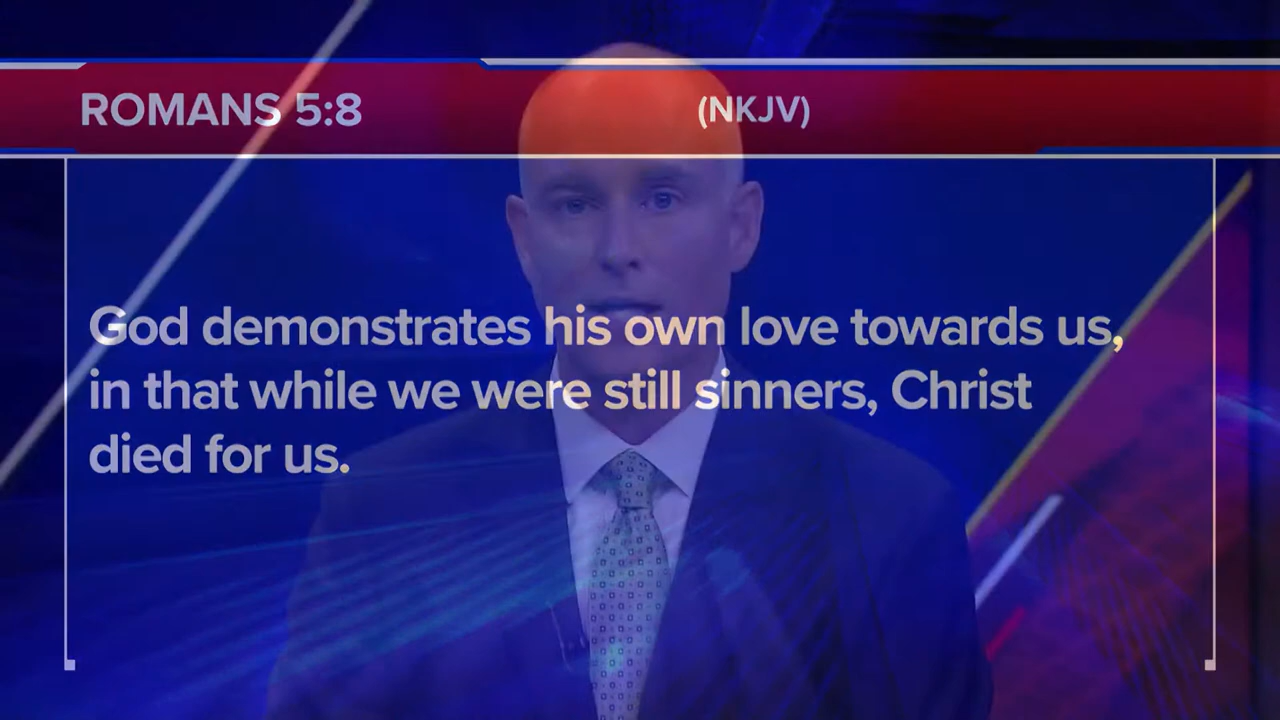 ROMANS 5:8 (NKJV)
God demonstrates his own love towards us,
in that while we were still sinners, Christ
died for us.